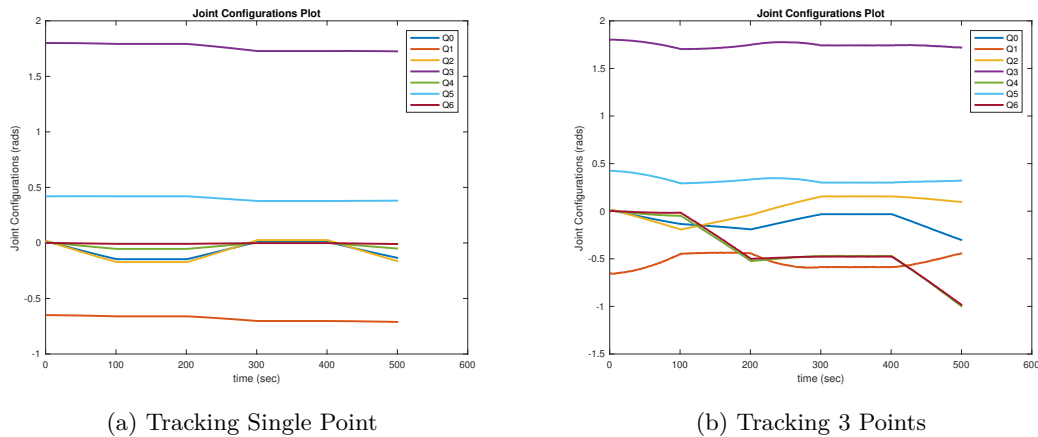 Joint Configurations Plot
2
1.5
1
0.5
0
-0.5
-1
0 100 200 300 400 500 600
Joint Configurations (rads)
time (sec)
Q0
Q1
Q2
Q3
Q4
Q5
Q6
(a) Tracking Single Point
Joint Configurations Plot
2
1.5
1
0.5
0
-0.5
-1
-1.5
0 100 200 300 400 500 600
Joint Configurations (rads)
time (sec)
Q0
Q1
Q2
Q3
Q4
Q5
Q6
(b) Tracking 3 Points